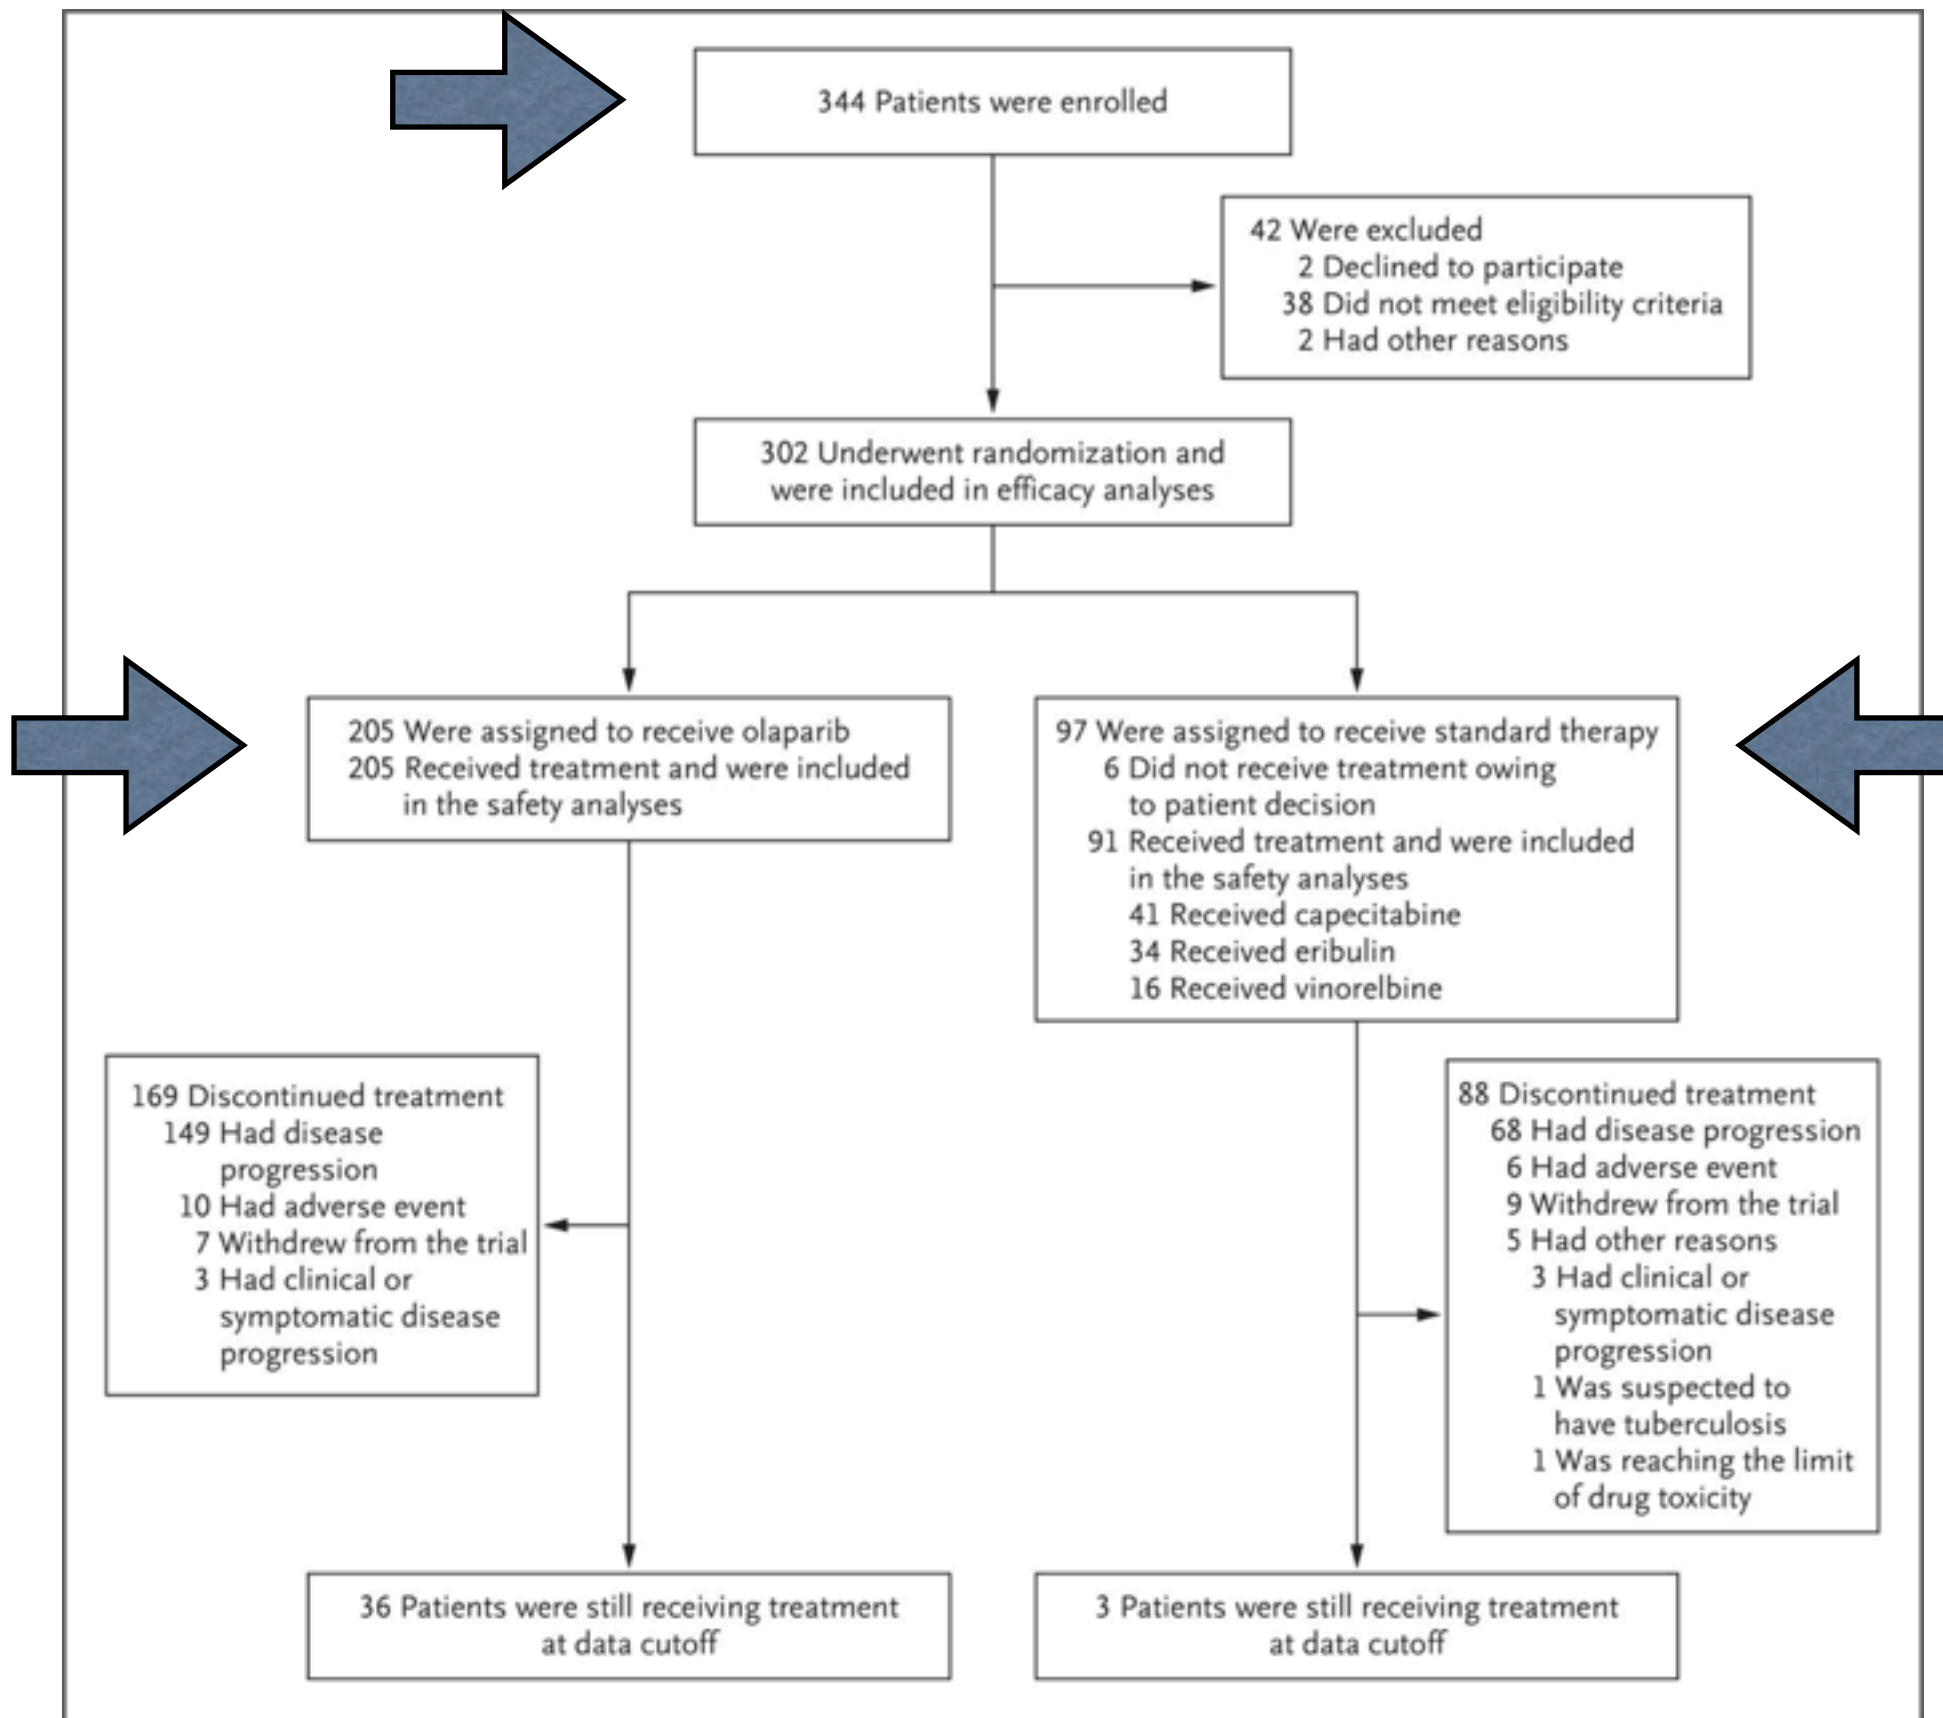 344 Patients were enrolled
42 Were excluded
2 Declined to participate
38 Did not meet eligibility criteria
2 Had other reasons
302 Underwent randomization and
were included in efficacy analyses
205 Were assigned to receive olaparib
205 Received treatment and were included
in the safety analyses
97 Were assigned to receive standard therapy
6 Did not receive treatment owing
to patient decision
91 Received treatment and were included
in the safety analyses
41 Received capecitabine
34 Received eribulin
16 Received vinorelbine
169 Discontinued treatment
149 Had disease
progression
10 Had adverse event
7 Withdrew from the trial
3 Had clinical or
symptomatic disease
progression
88 Discontinued treatment
68 Had disease progression
6 Had adverse event
9 Withdrew from the trial
5 Had other reasons
3 Had clinical or
symptomatic disease
progression
1 Was suspected to
have tuberculosis
1 Was reaching the limit
of drug toxicity
36 Patients were still receiving treatment
at data cutoff
3 Patients were still receiving treatment
at data cutoff